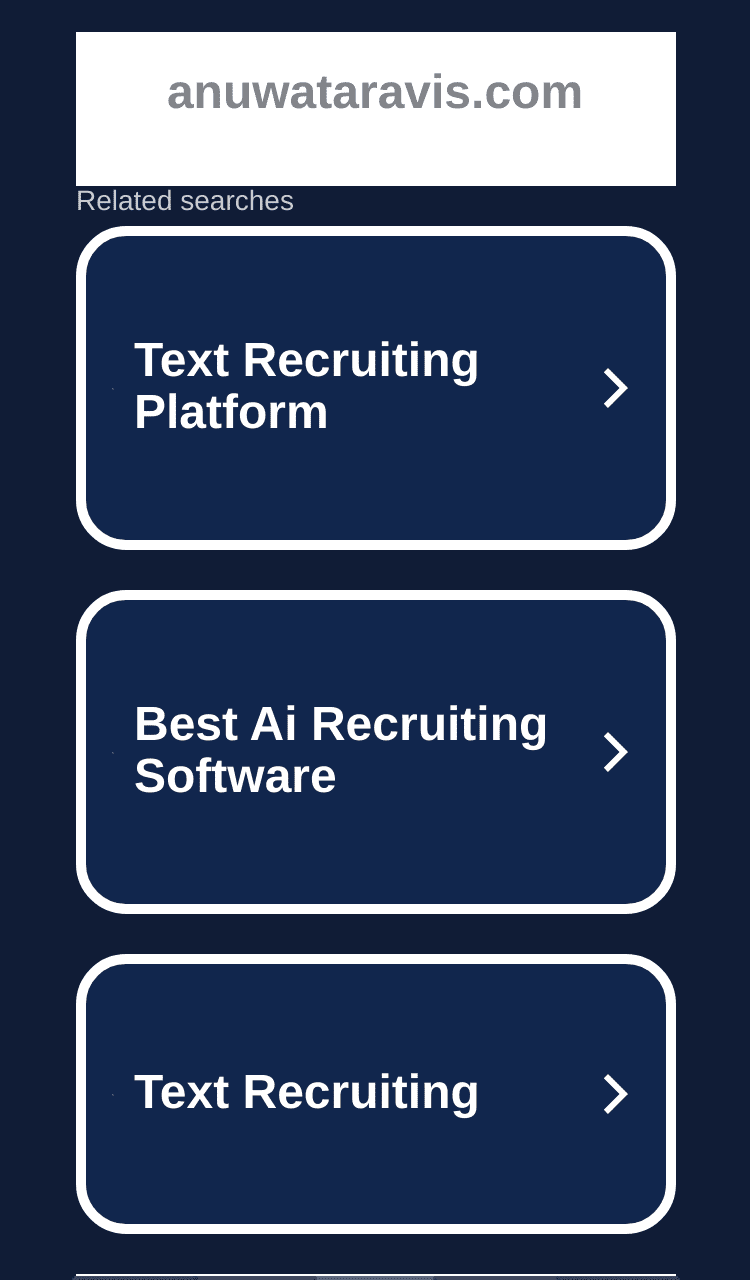 anuwataravis.com
Related searches
Text Recruiting
Platform
Best Ai Recruiting
Software
Text Recruiting